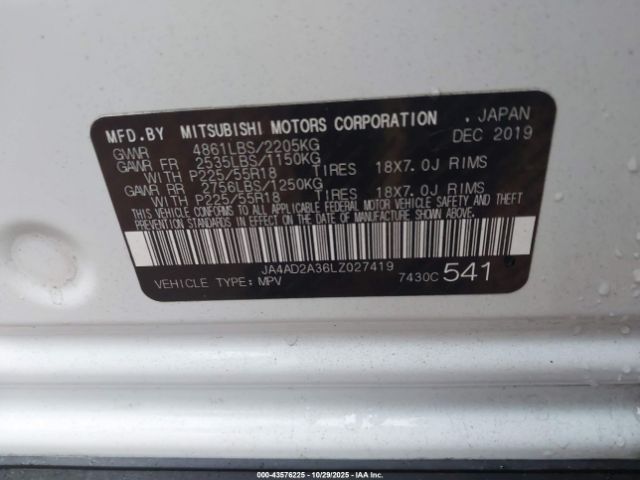 MFD.BY MITSUBISHI MOTORS CORPORATION . JAPAN
GVWR 4861LBS/2205KG DEC 2019
GAWR FR 2535LBS/1150KG
WITH P225/55R18 TIRES 18X7.0J RIMS
GAWR RR 2756LBS/1250KG
WITH P225/55R18 TIRES 18X7.0J RIMS
THIS VEHICLE CONFORMS TO ALL APPLICABLE FEDERAL MOTOR VEHICLE SAFETY AND THEFT
PREVENTION STANDARDS IN EFFECT ON THE DATE OF MANUFACTURE SHOWN ABOVE.
JA4AD2A36LZ027419
VEHICLE TYPE: MPV 7430C 541
000-43576225 - 10/29/2025 - IAA Inc.